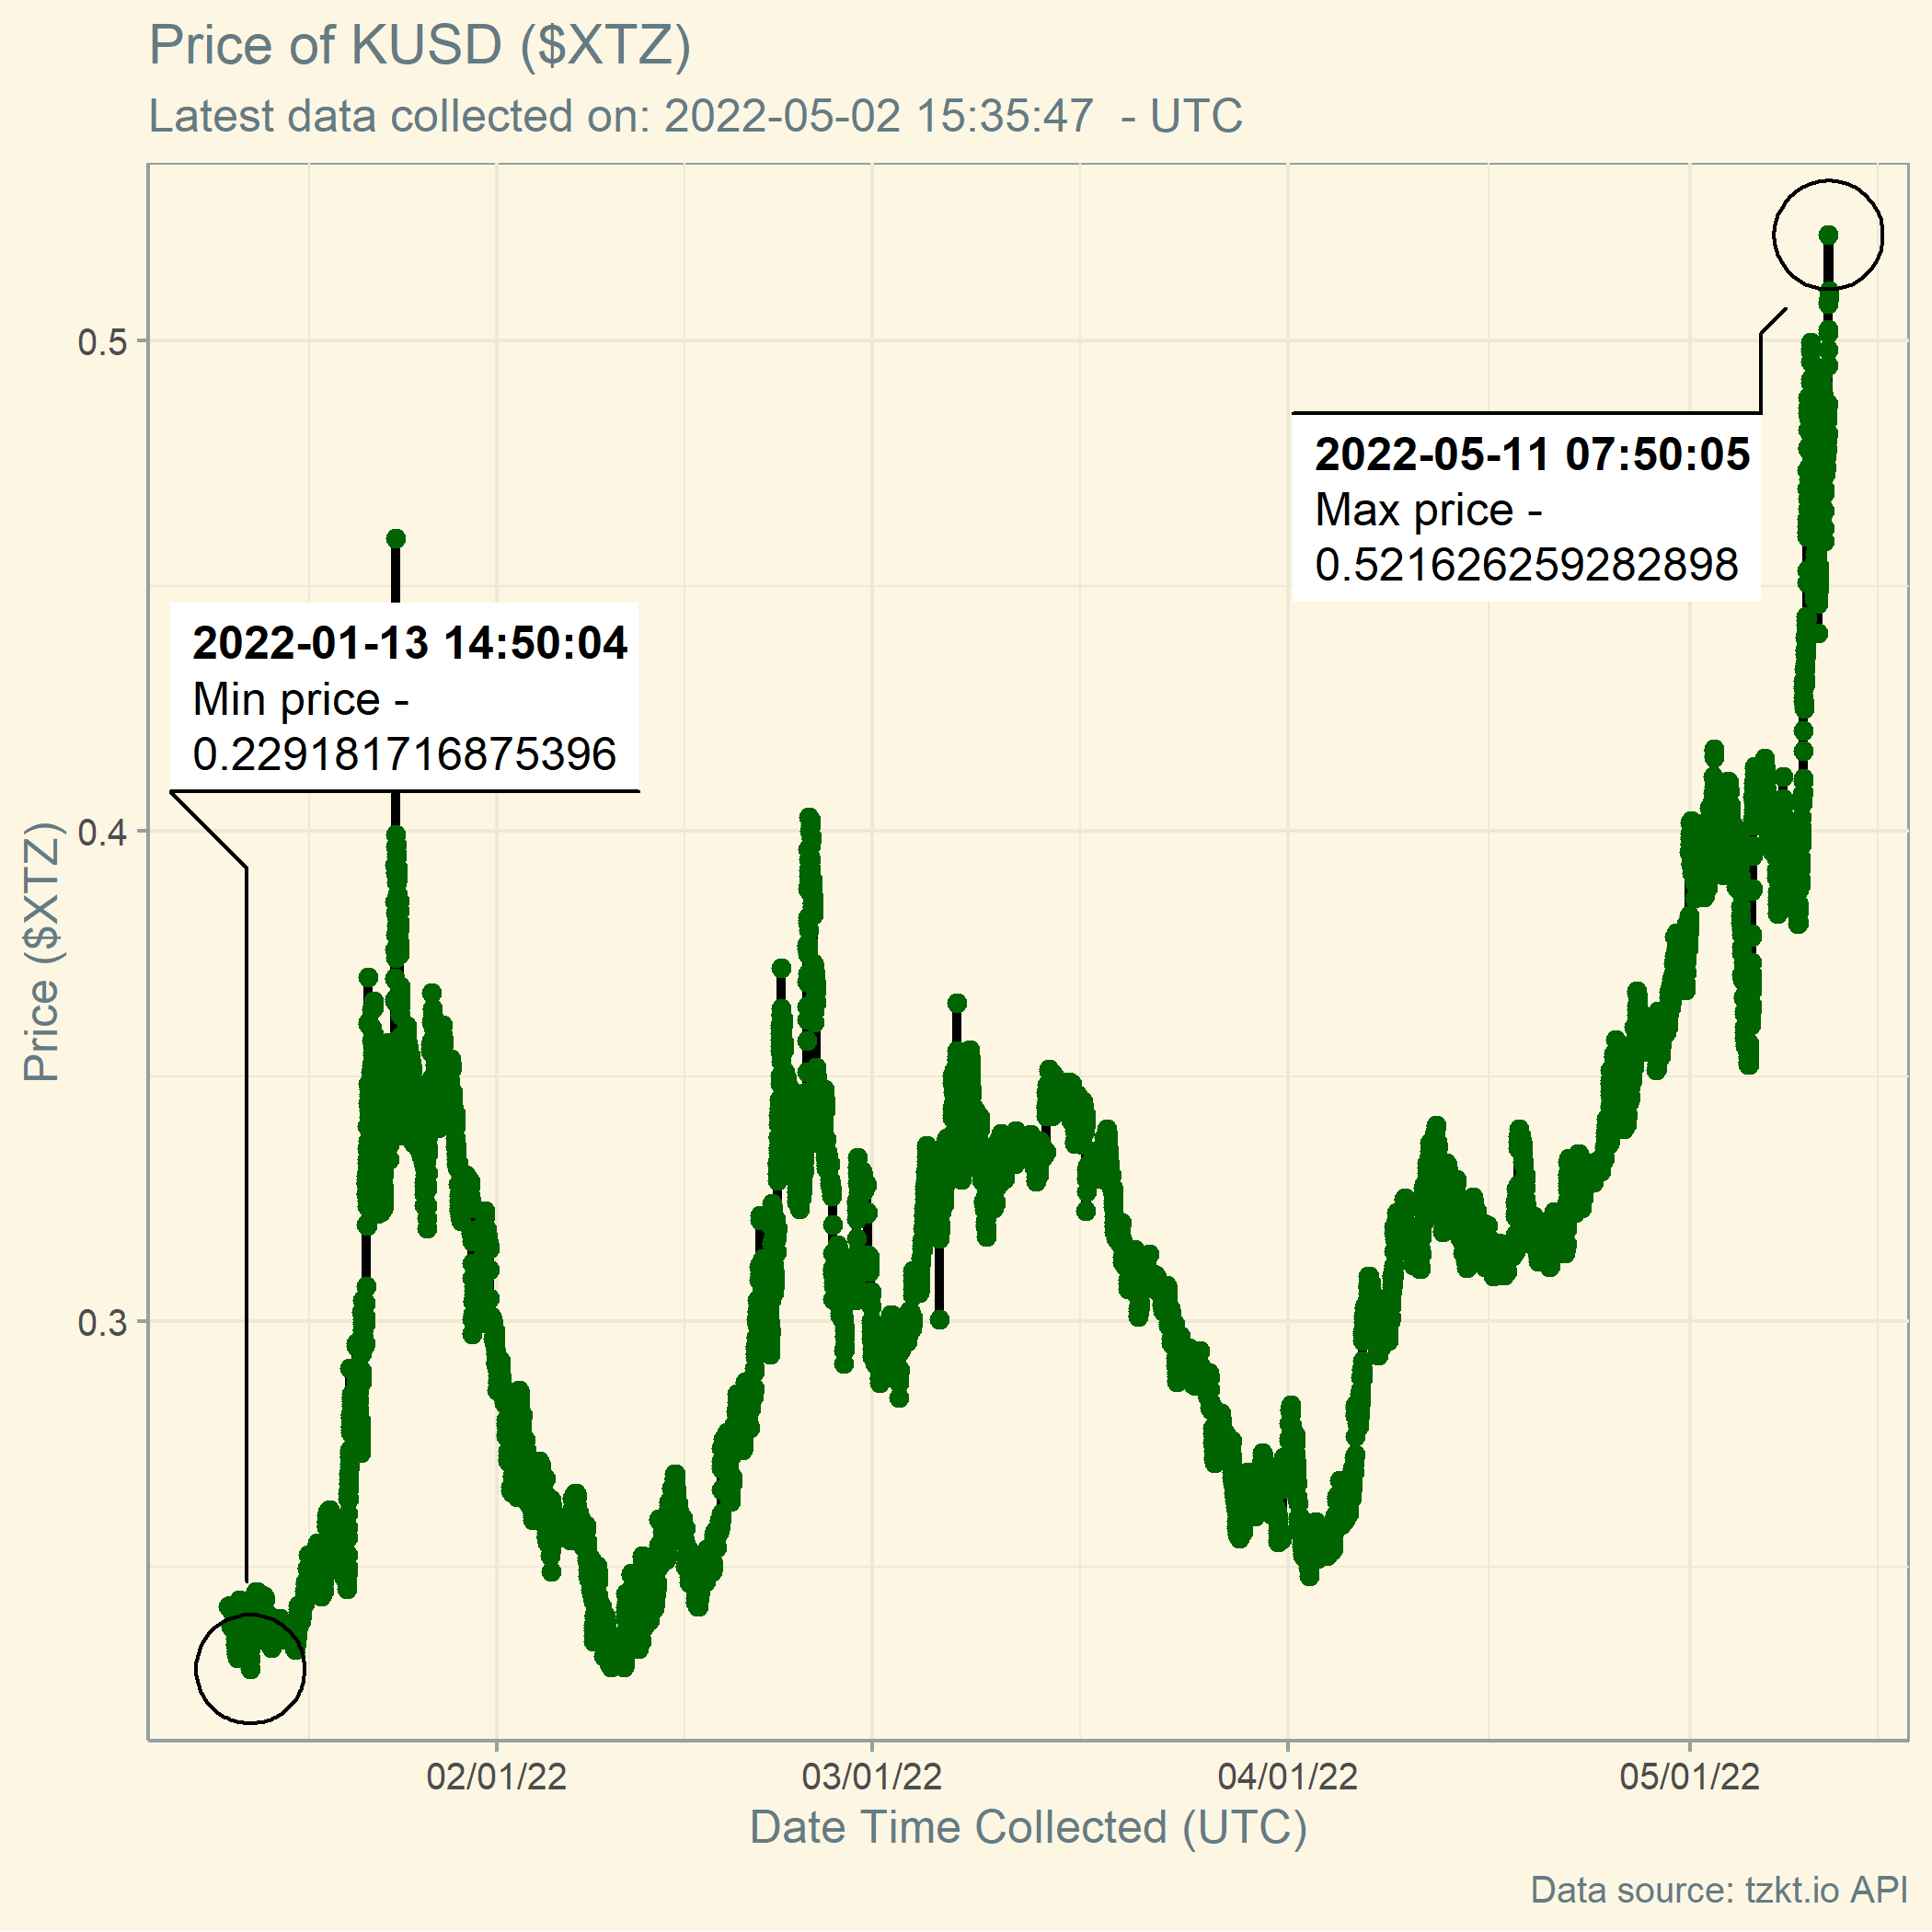 Price of KUSD ($XTZ)
Latest data collected on: 2022-05-02 15:35:47  - UTC
2022-05-11 07:50:05
Max price -
0.521626259282898
2022-01-13 14:50:04
Min price -
0.229181716875396
Price ($XTZ)
0.5
0.4
0.3
02/01/22
03/01/22
04/01/22
05/01/22
Date Time Collected (UTC)
Data source: tzkt.io API